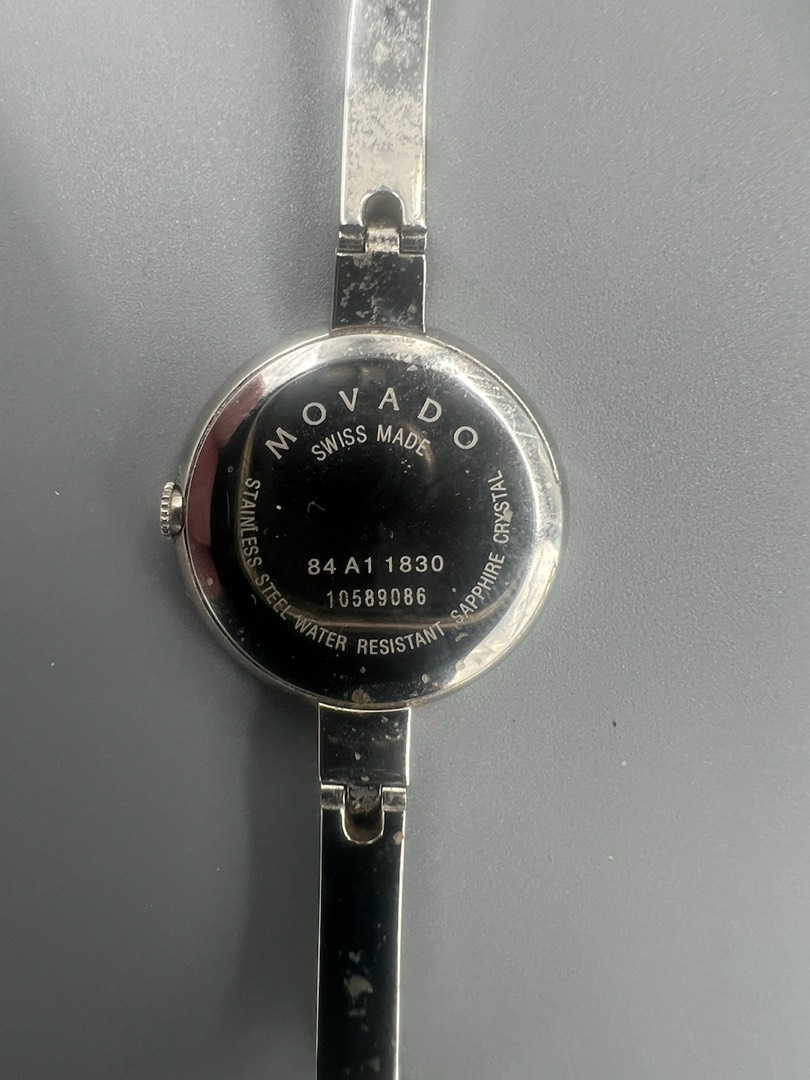 MOVADO
SWISS MADE
84 A1 1830
10589086
STAINLESS STEEL WATER RESISTANT SAPPHIRE CRYSTAL